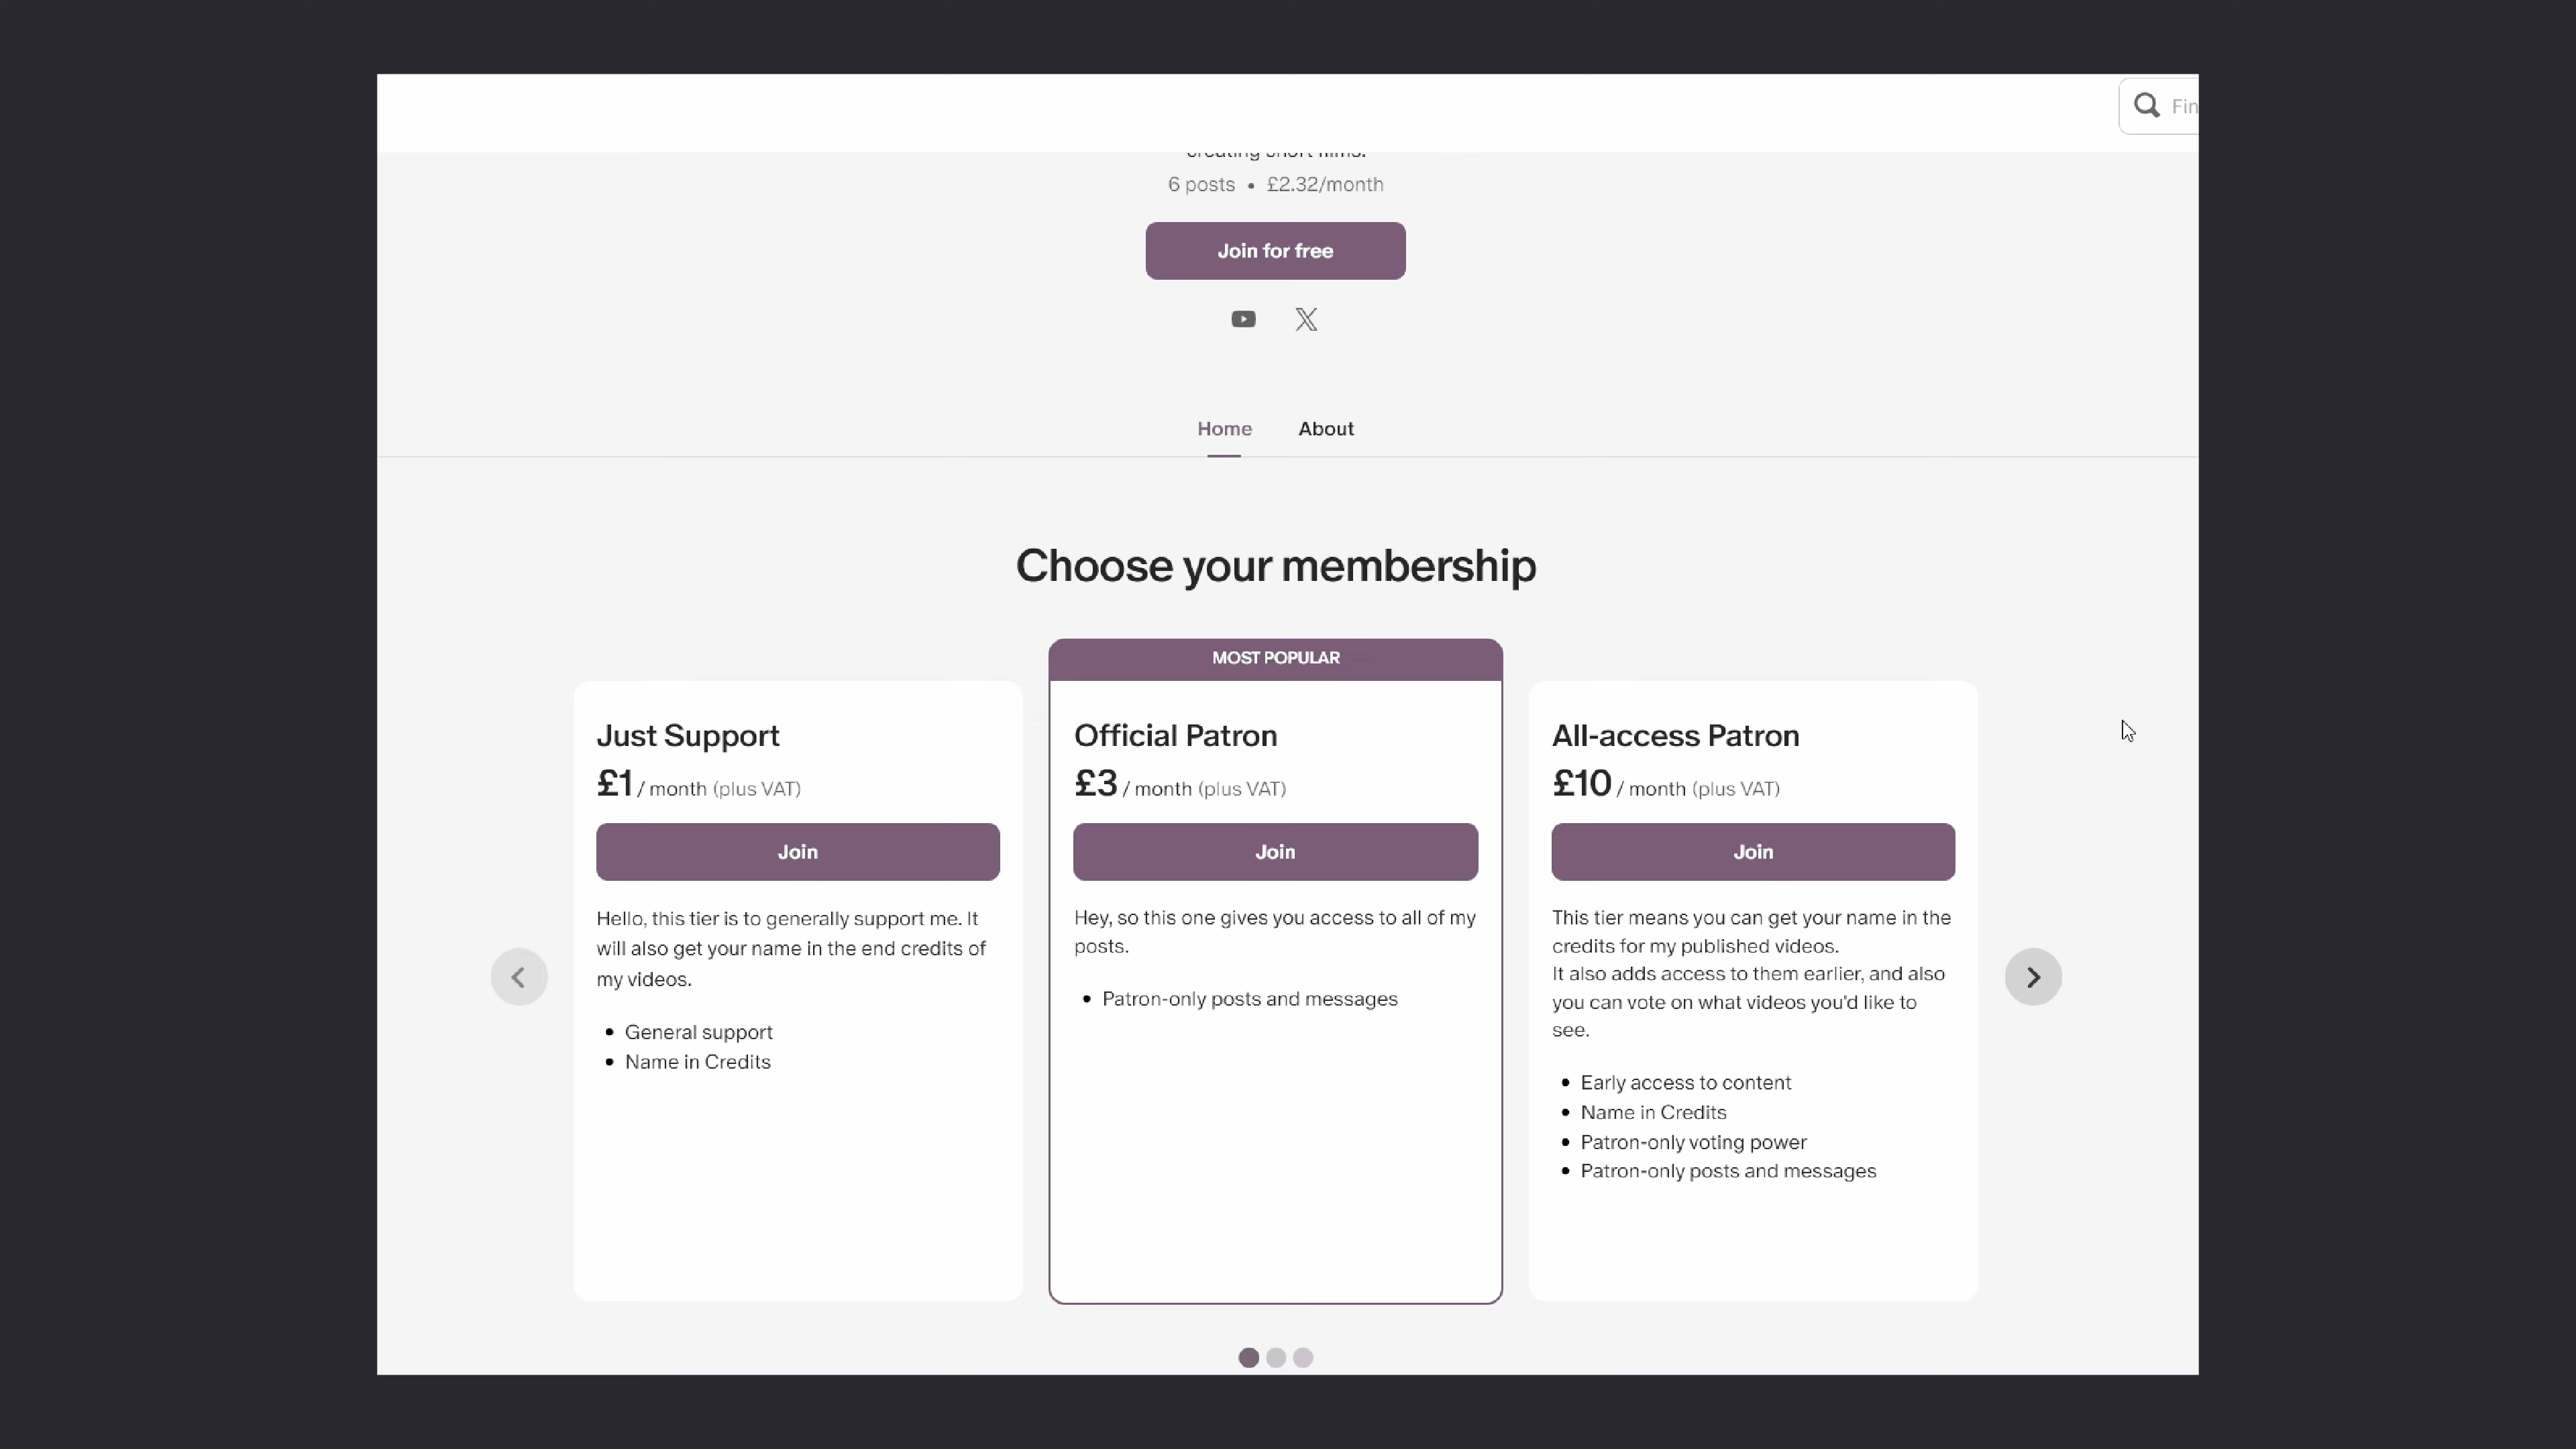 Fin
creating short films.
6 posts • £2.32/month
Join for free
Home About
Choose your membership
MOST POPULAR
Just Support
£1 / month (plus VAT)
Join
Hello, this tier is to generally support me. It
will also get your name in the end credits of
my videos.
• General support
• Name in Credits
Official Patron
£3 / month (plus VAT)
Join
Hey, so this one gives you access to all of my
posts.
• Patron-only posts and messages
All-access Patron
£10 / month (plus VAT)
Join
This tier means you can get your name in the
credits for my published videos.
It also adds access to them earlier, and also
you can vote on what videos you'd like to
see.
• Early access to content
• Name in Credits
• Patron-only voting power
• Patron-only posts and messages